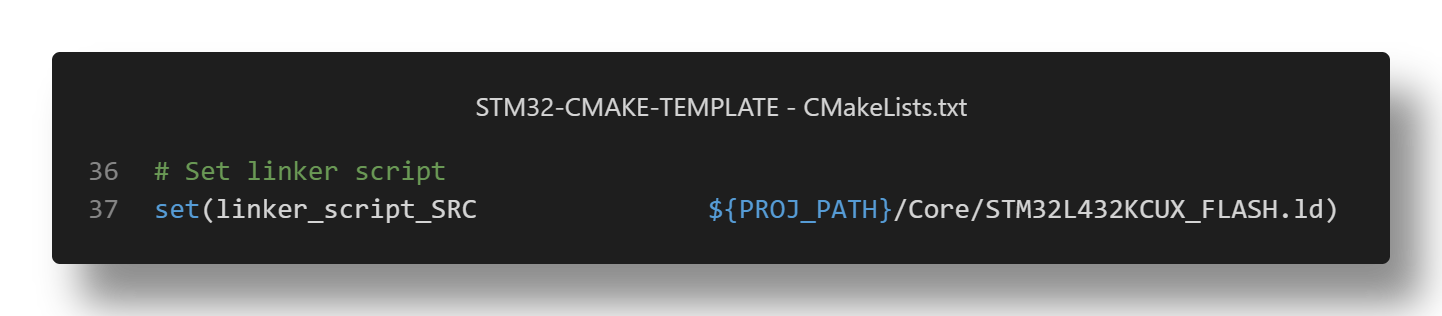 STM32-CMAKE-TEMPLATE - CMakeLists.txt
36 # Set linker script
37 set(linker_script_SRC               ${PROJ_PATH}/Core/STM32L432KCUX_FLASH.ld)